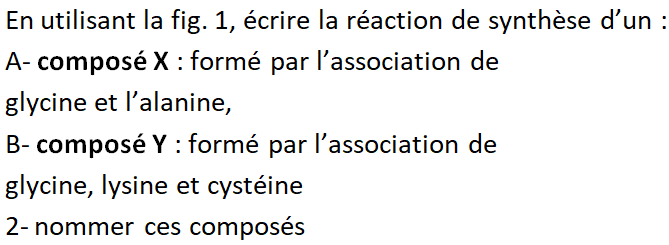 En utilisant la fig. 1, écrire la réaction de synthèse d’un :
A- composé X : formé par l’association de
glycine et l’alanine,
B- composé Y : formé par l’association de
glycine, lysine et cystéine
2- nommer ces composés